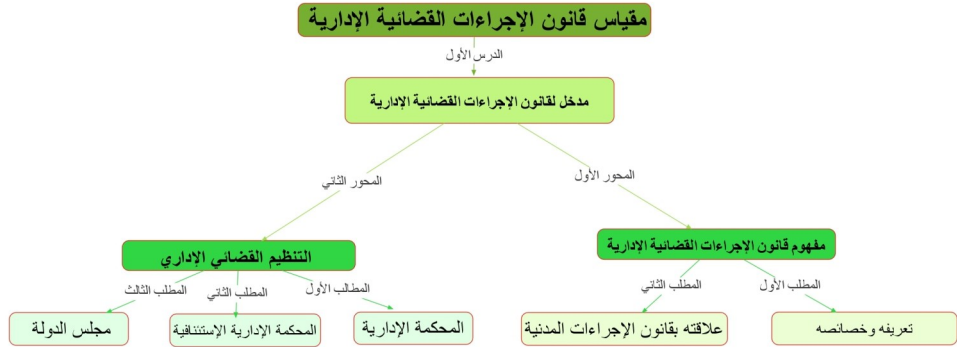 مقياس قانون الإجراءات القضائية الإدارية
الدرس الأول
مدخل لقانون الإجراءات القضائية الإدارية
المحور الأول
المحور الثاني
مفهوم قانون الإجراءات القضائية الإدارية
التنظيم القضائي الإداري
المطلب الأول
المطلب الثاني
المطالب الأول
المطلب الثاني
المطلب الثالث
تعريفه وخصائصه
علاقته بقانون الإجراءات المدنية
المحكمة الإدارية
المحكمة الإدارية الإستئنافية
مجلس الدولة